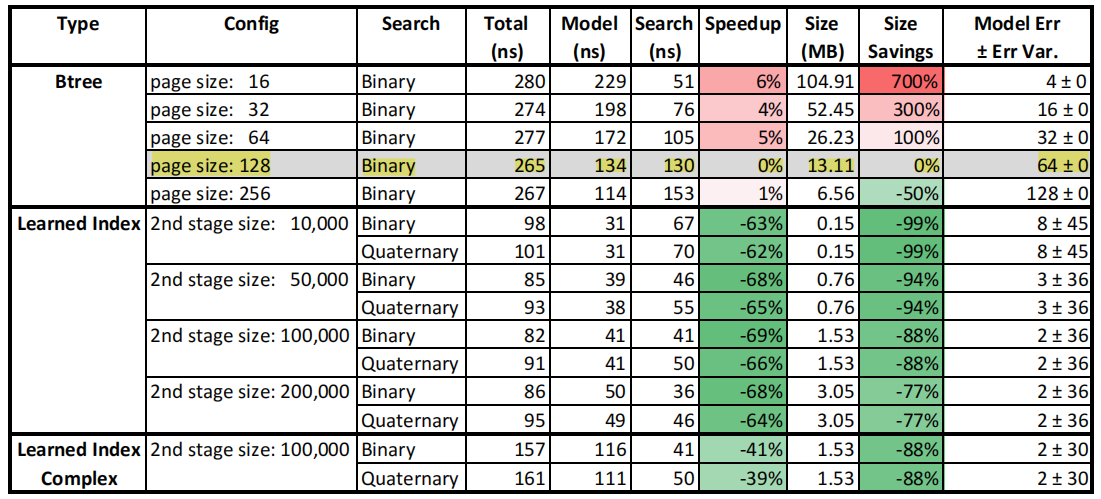 Type Config Search Total (ns) Model (ns) Search (ns) Speedup Size (MB) Size Savings Model Err ± Err Var.
Btree page size: 16 Binary 280 229 51 6% 104.91 700% 4 ± 0
page size: 32 Binary 274 198 76 4% 52.45 300% 16 ± 0
page size: 64 Binary 277 172 105 5% 26.23 100% 32 ± 0
page size: 128 Binary 265 134 130 0% 13.11 0% 64 ± 0
page size: 256 Binary 267 114 153 1% 6.56 -50% 128 ± 0
Learned Index 2nd stage size: 10,000 Binary 98 31 67 -63% 0.15 -99% 8 ± 45
Quaternary 101 31 70 -62% 0.15 -99% 8 ± 45
2nd stage size: 50,000 Binary 85 39 46 -68% 0.76 -94% 3 ± 36
Quaternary 93 38 55 -65% 0.76 -94% 3 ± 36
2nd stage size: 100,000 Binary 82 41 41 -69% 1.53 -88% 2 ± 36
Quaternary 91 41 50 -66% 1.53 -88% 2 ± 36
2nd stage size: 200,000 Binary 86 50 36 -68% 3.05 -77% 2 ± 36
Quaternary 95 49 46 -64% 3.05 -77% 2 ± 36
Learned Index Complex 2nd stage size: 100,000 Binary 157 116 41 -41% 1.53 -88% 2 ± 30
Quaternary 161 111 50 -39% 1.53 -88% 2 ± 30